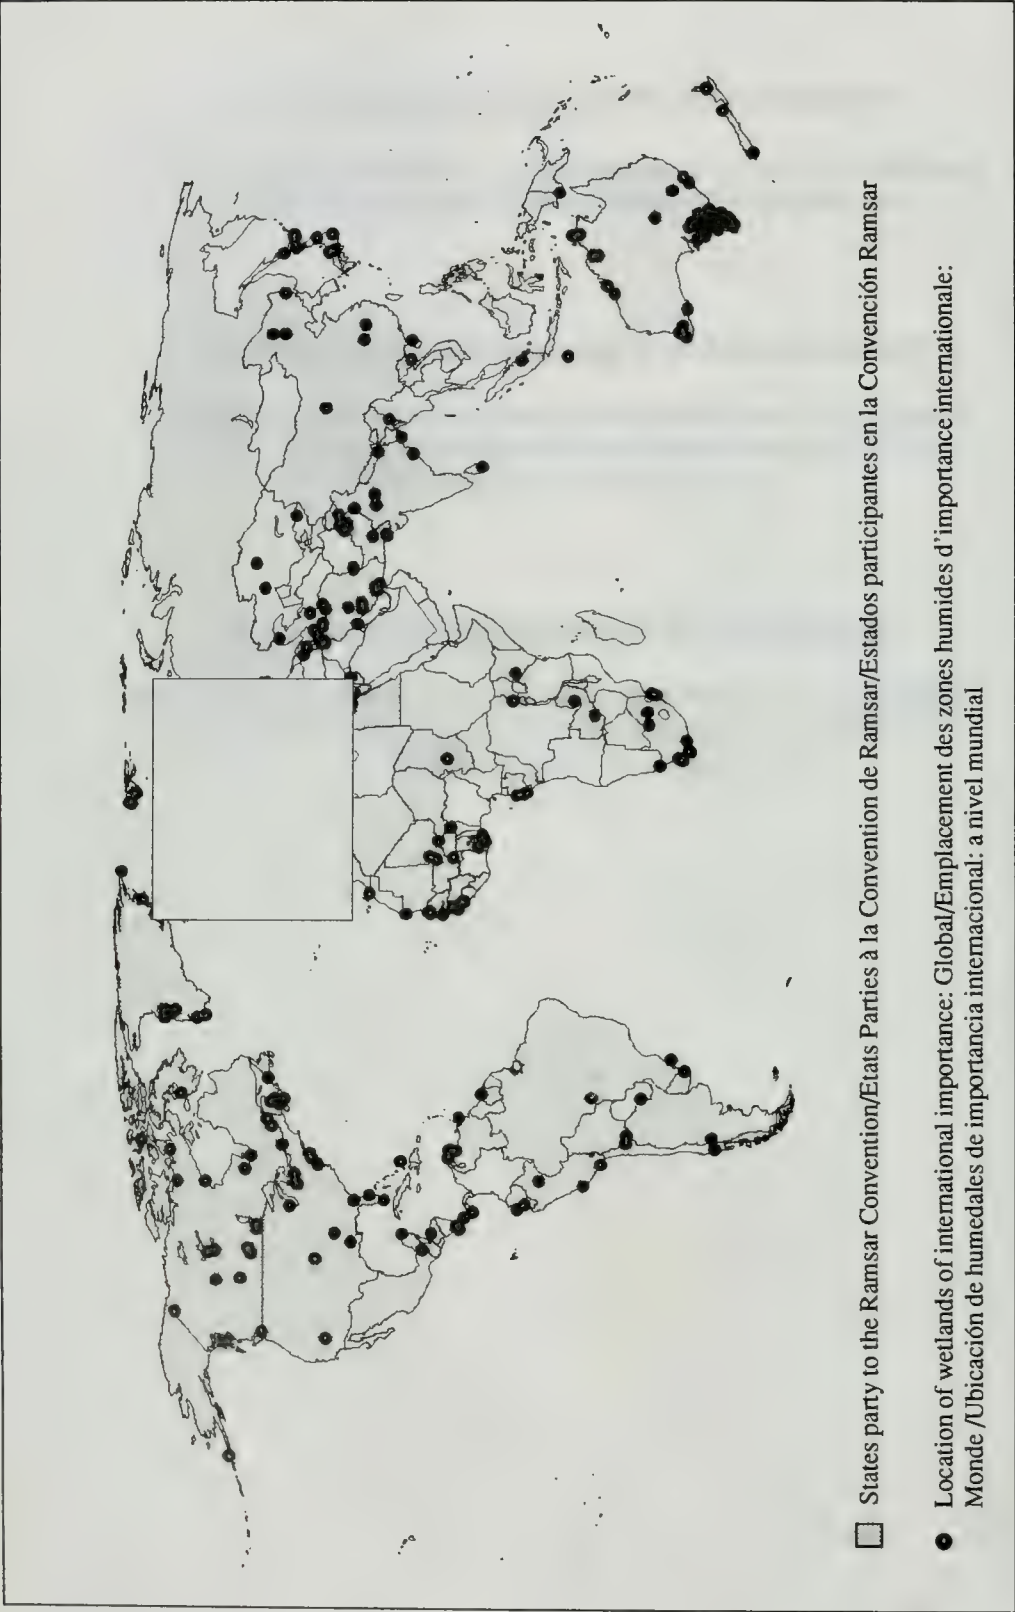 States party to the Ramsar Convention/Etats Parties à la Convention de Ramsar/Estados participantes en la Convención Ramsar
Location of wetlands of international importance: Global/Emplacement des zones humides d'importance internationale:
Monde /Ubicación de humedales de importancia internacional: a nivel mundial